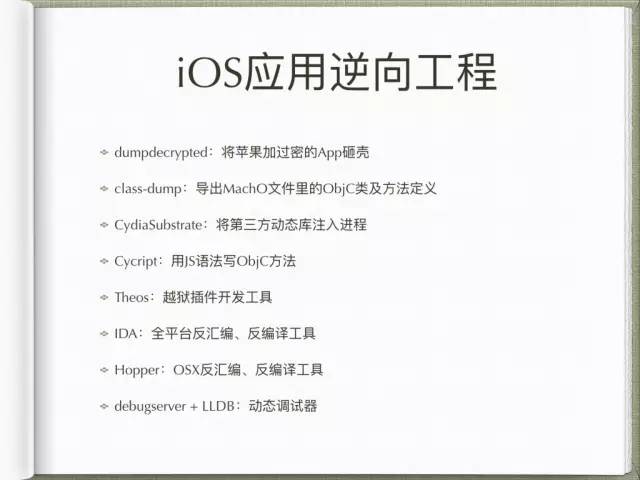 iOS应用逆向工程
dumpdecrypted：将苹果加过密的App砸壳
class-dump：导出MachO文件里的ObjC类及方法定义
CydiaSubstrate：将第三方动态库注入进程
Cycript：用JS语法写ObjC方法
Theos：越狱插件开发工具
IDA：全平台反汇编、反编译工具
Hopper：OSX反汇编、反编译工具
debugserver + LLDB：动态调试器